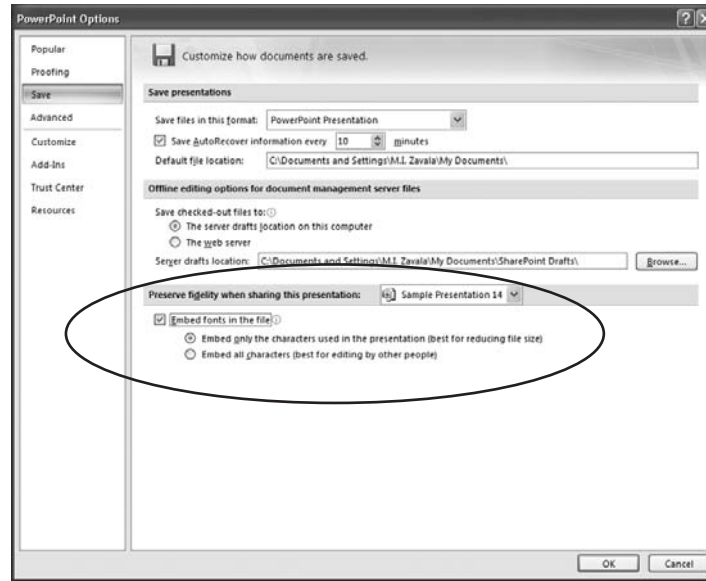 PowerPoint Options
Popular
Proofing
Save
Advanced
Customize
Add-Ins
Trust Center
Resources
Customize how documents are saved.
Save presentations
Save files in this format: PowerPoint Presentation
Save AutoRecover information every 10 minutes
Default file location: C:\Documents and Settings\M.I. Zavala\My Documents\
Offline editing options for document management server files
Save checked-out files to:
The server drafts location on this computer
The web server
Server drafts location: C:\Documents and Settings\M.I. Zavala\My Documents\SharePoint Drafts\ Browse...
Preserve fidelity when sharing this presentation: Sample Presentation 14
Embed fonts in the file
Embed only the characters used in the presentation (best for reducing file size)
Embed all characters (best for editing by other people)
OK Cancel